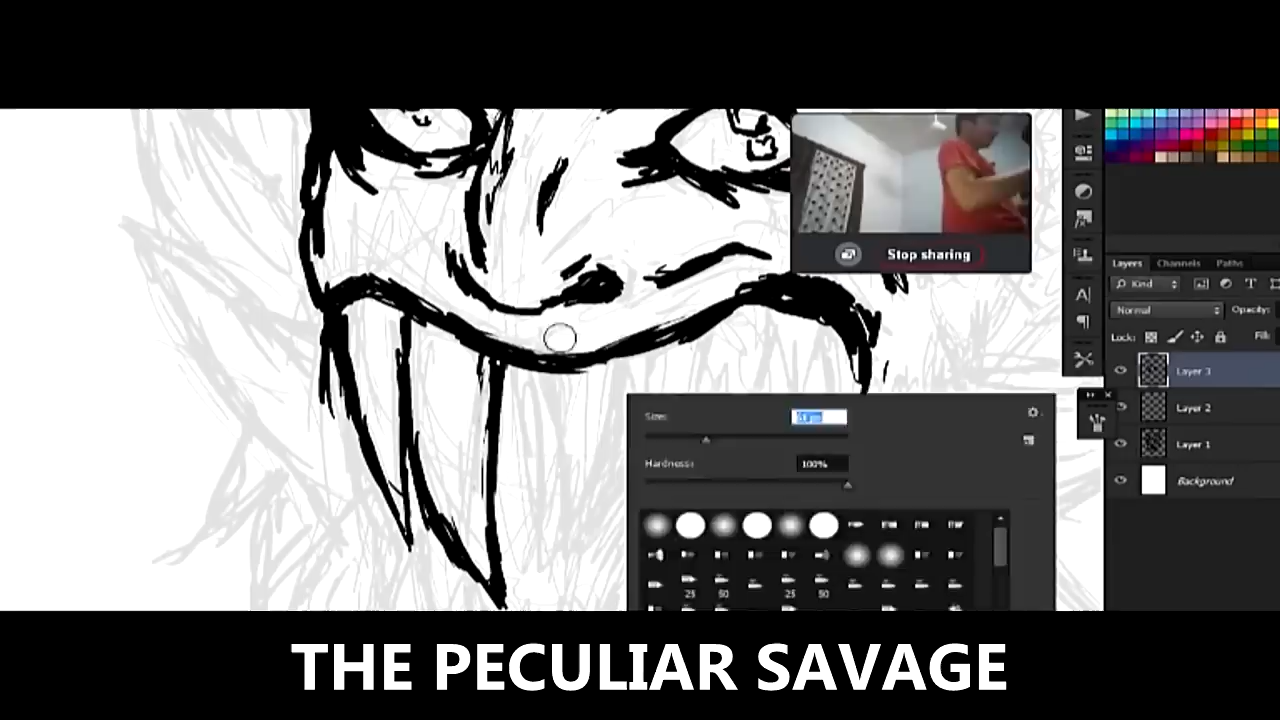 Stop sharing
Layers Channels Paths
Kind
Normal Opacity:
Lock: Fill:
Layer 3
Layer 2
Layer 1
Background
Size:
Hardness: 100%
25 50 25 50
THE PECULIAR SAVAGE